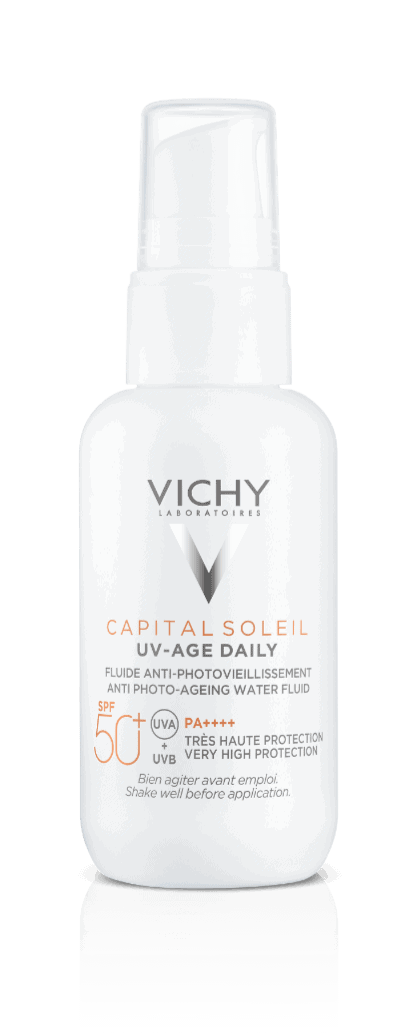 VICHY
LABORATOIRES
CAPITAL SOLEIL
UV-AGE DAILY
FLUIDE ANTI-PHOTOVIEILLISSEMENT
ANTI PHOTO-AGEING WATER FLUID
SPF
50+
UVA
+
UVB
PA++++
TRÈS HAUTE PROTECTION
VERY HIGH PROTECTION
Bien agiter avant emploi.
Shake well before application.